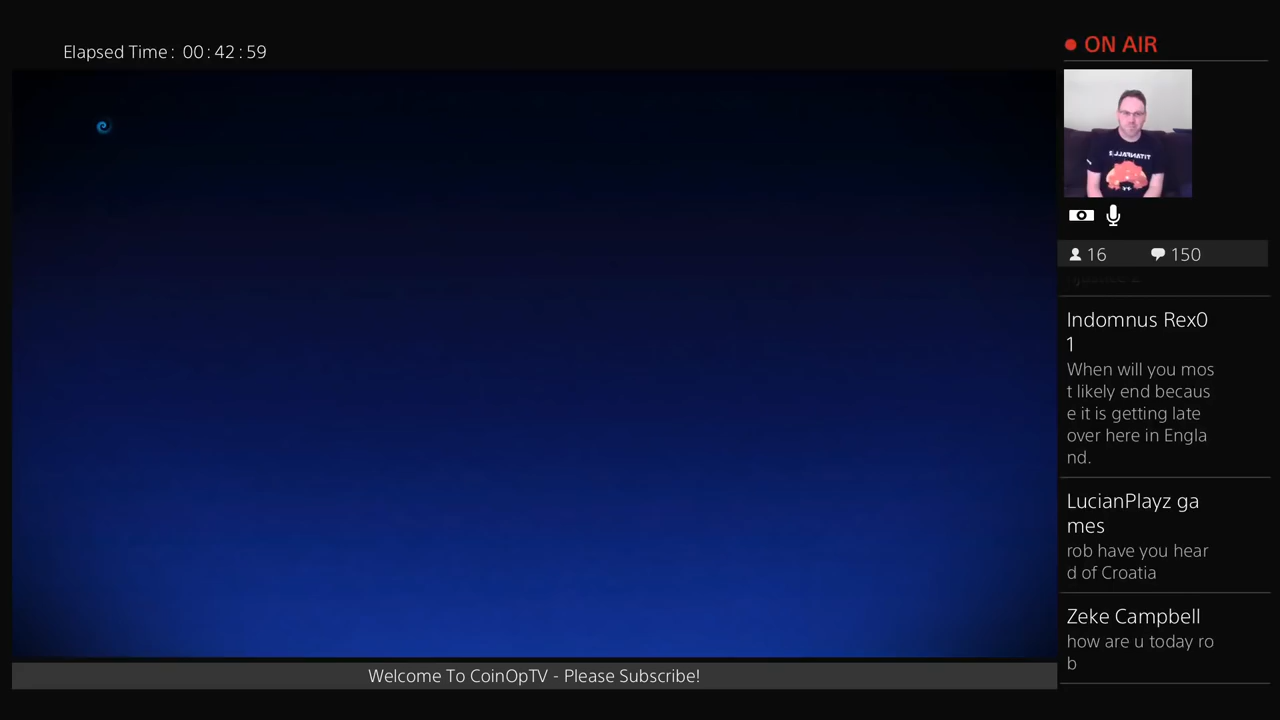 Elapsed Time: 00:42:59
ON AIR
16 150
Indomnus Rex0
1
When will you mos
t likely end becaus
e it is getting late
over here in Engla
nd.
LucianPlayz ga
mes
rob have you hear
d of Croatia
Zeke Campbell
how are u today ro
b
Welcome To CoinOpTV - Please Subscribe!